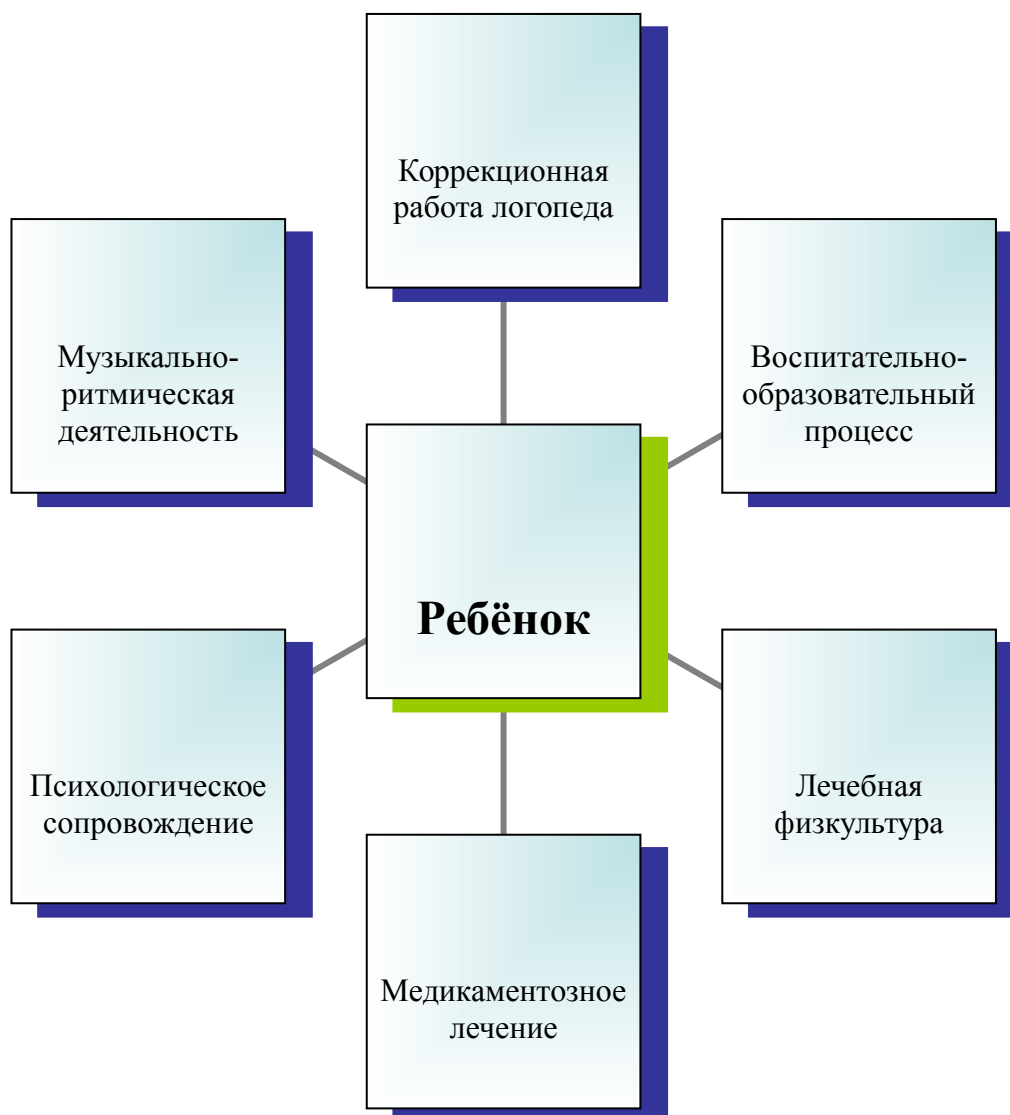 Коррекционная
работа логопеда
Музыкально-
ритмическая
деятельность
Воспитательно-
образовательный
процесс
Ребёнок
Психологическое
сопровождение
Лечебная
физкультура
Медикаментозное
лечение